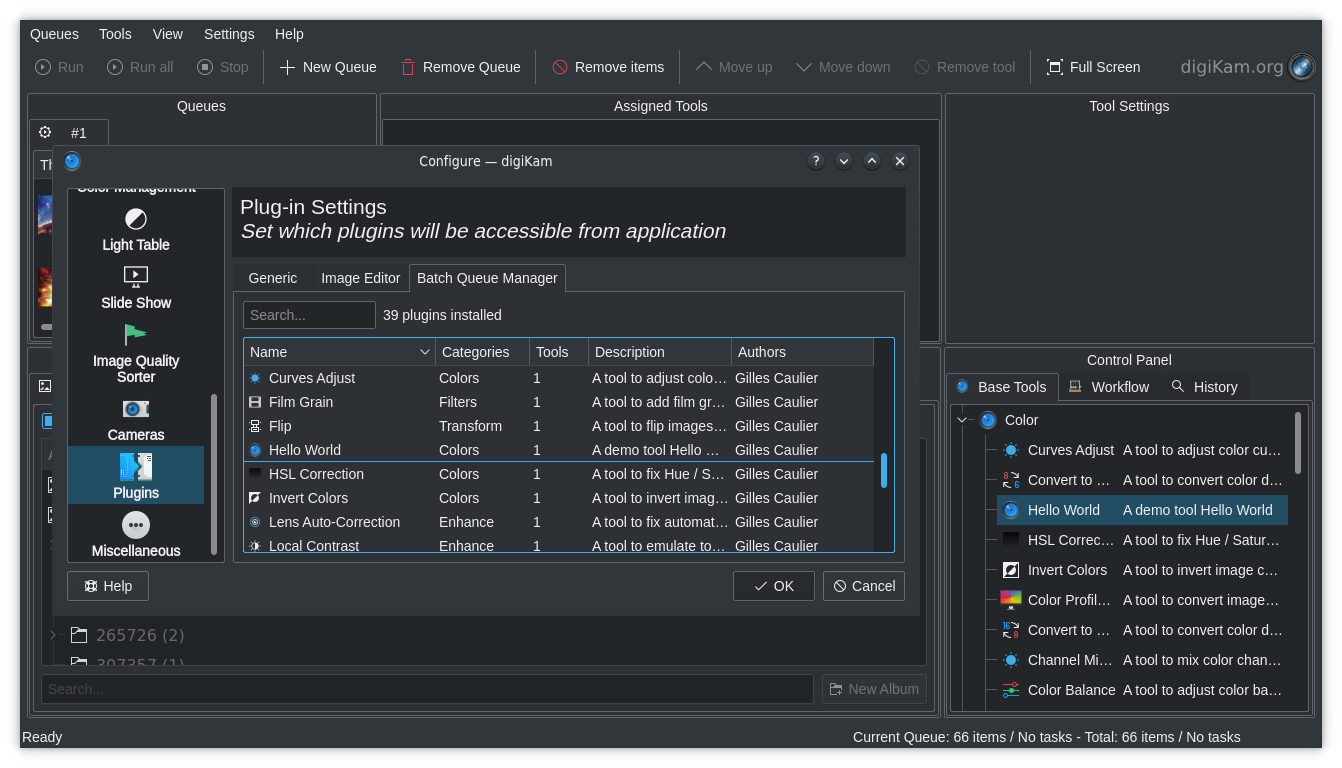 Queues Tools View Settings Help
Run Run all Stop New Queue Remove Queue Remove items Move up Move down Remove tool Full Screen digiKam.org
Queues
Assigned Tools
Tool Settings
#1
Th
Configure — digiKam
?
Color Management
Light Table
Slide Show
Image Quality
Sorter
Cameras
Plugins
Miscellaneous
Plug-in Settings
Set which plugins will be accessible from application
Generic Image Editor Batch Queue Manager
Search... 39 plugins installed
Name Categories Tools Description Authors
Curves Adjust Colors 1 A tool to adjust colo... Gilles Caulier
Film Grain Filters 1 A tool to add film gr... Gilles Caulier
Flip Transform 1 A tool to flip images... Gilles Caulier
Hello World Colors 1 A demo tool Hello ... Gilles Caulier
HSL Correction Colors 1 A tool to fix Hue / S... Gilles Caulier
Invert Colors Colors 1 A tool to invert imag... Gilles Caulier
Lens Auto-Correction Enhance 1 A tool to fix automat... Gilles Caulier
Local Contrast Enhance 1 A tool to emulate to... Gilles Caulier
Help OK Cancel
265726 (2)
307357 (1)
Search... New Album
Control Panel
Base Tools Workflow History
Color
Curves Adjust A tool to adjust color cu...
8 6 Convert to ... A tool to convert color d...
Hello World A demo tool Hello World
HSL Correc... A tool to fix Hue / Satur...
Invert Colors A tool to invert image c...
Color Profil... A tool to convert image...
16 8 Convert to ... A tool to convert color d...
Channel Mi... A tool to mix color chan...
Color Balance A tool to adjust color ba...
Ready Current Queue: 66 items / No tasks - Total: 66 items / No tasks